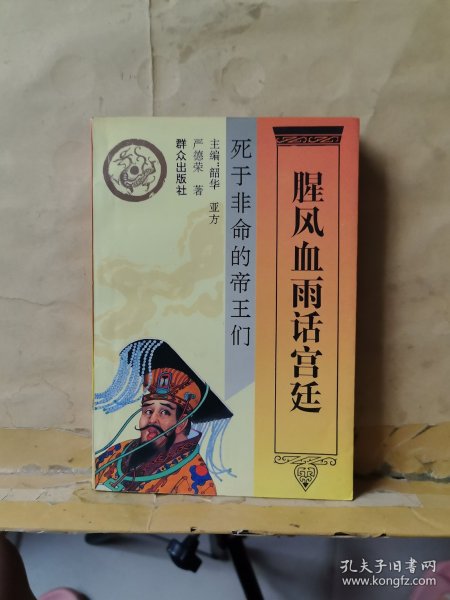 腥风血雨话宫廷
死于非命的帝王们
主编：韶华 亚方
严德荣 著
群众出版社
孔夫子旧书网
www.kongfz.com